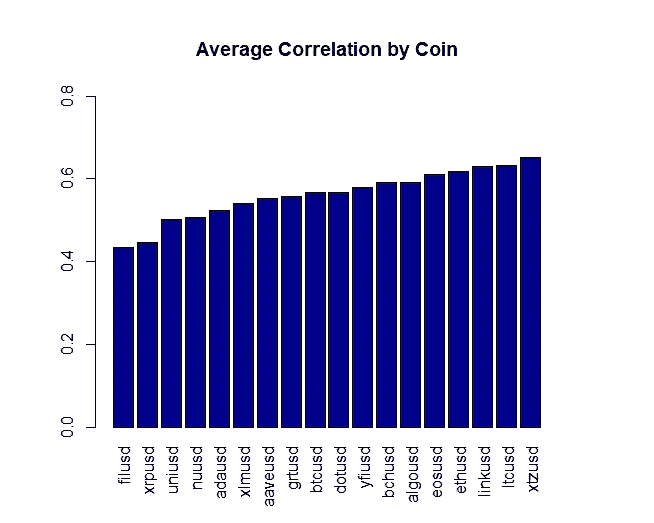 Average Correlation by Coin
0.8
0.6
0.4
0.2
0.0
filusd
xrpusd
uniusd
nuusd
adausd
xlmusd
aaveusd
grtusd
btcusd
dotusd
yfiusd
bchusd
algousd
eosusd
ethusd
linkusd
ltcusd
xtzusd